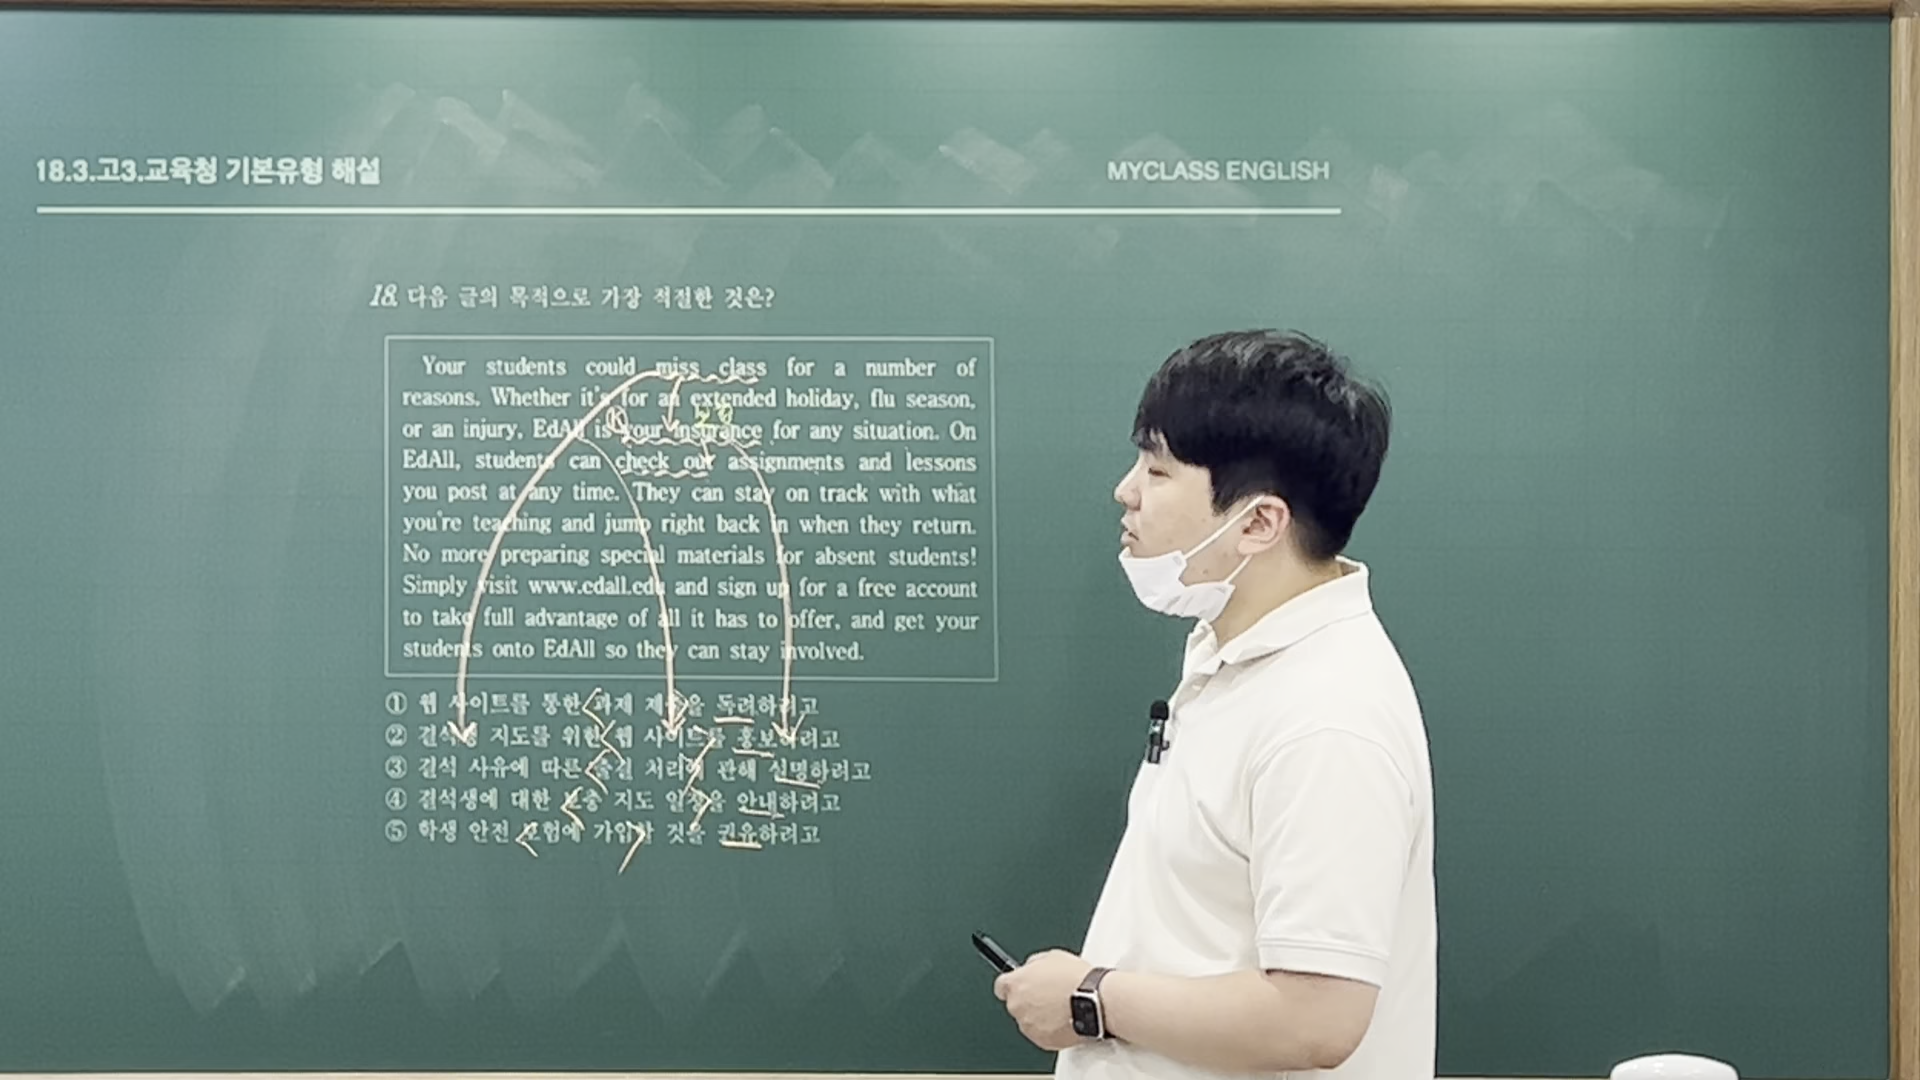 18.3.고3.교육청 기본유형 해설
MYCLASS ENGLISH
18. 다음 글의 목적으로 가장 적절한 것은?
Your students could miss class for a number of
reasons. Whether it's for an extended holiday, flu season,
or an injury, EdAll is your insurance for any situation. On
EdAll, students can check out assignments and lessons
you post at any time. They can stay on track with what
you're teaching and jump right back in when they return.
No more preparing special materials for absent students!
Simply visit www.edall.edu and sign up for a free account
to take full advantage of all it has to offer, and get your
students onto EdAll so they can stay involved.
① 웹 사이트를 통한 과제 제출을 독려하려고
② 결석생 지도를 위한 웹 사이트를 홍보하려고
③ 결석 사유에 따른 출결 처리에 관해 설명하려고
④ 결석생에 대한 보충 지도 일정을 안내하려고
⑤ 학생 안전 보험에 가입할 것을 권유하려고